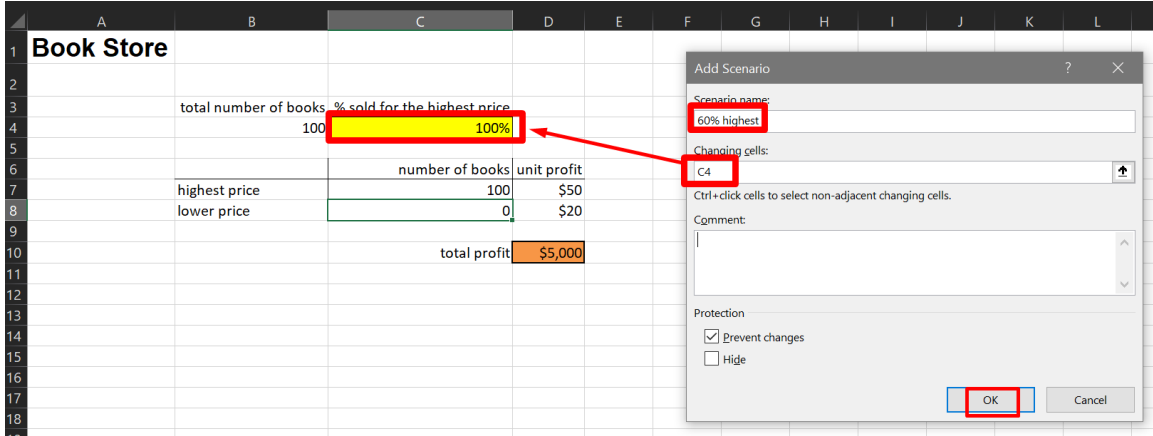 A B C D E F G H I J K L
1 Book Store
2
3 total number of books % sold for the highest price
4 100 100%
5
6 number of books unit profit
7 highest price 100 $50
8 lower price 0 $20
9
10 total profit $5,000
11
12
13
14
15
16
17
18
Add Scenario ? ×
Scenario name:
60% highest
Changing cells:
C4
Ctrl+click cells to select non-adjacent changing cells.
Comment:
Protection
Prevent changes
Hide
OK Cancel